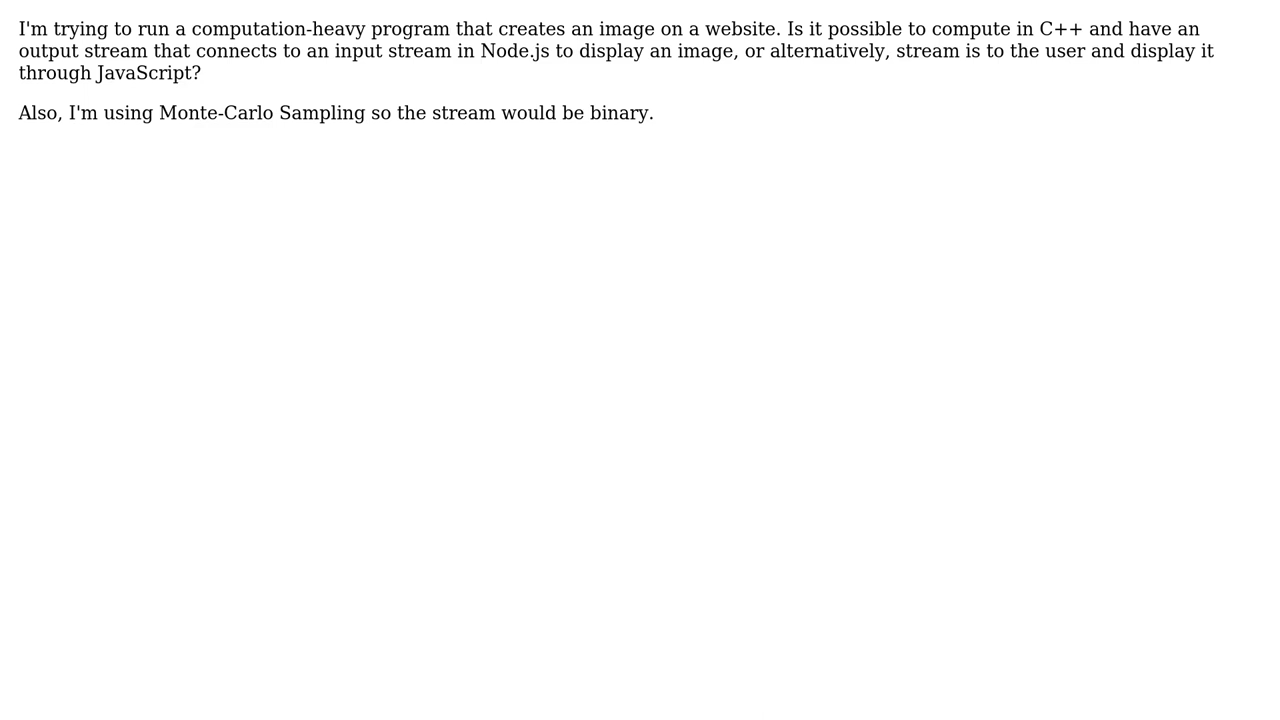 I'm trying to run a computation-heavy program that creates an image on a website. Is it possible to compute in C++ and have an
output stream that connects to an input stream in Node.js to display an image, or alternatively, stream is to the user and display it
through JavaScript?
Also, I'm using Monte-Carlo Sampling so the stream would be binary.